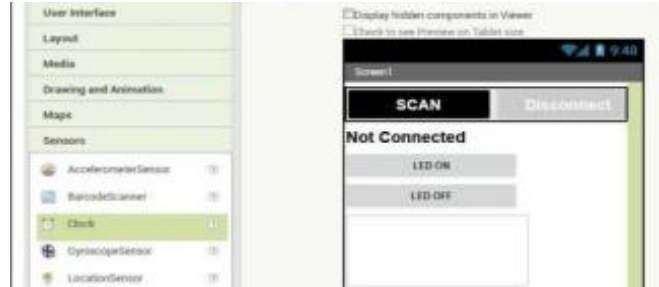 User Interface
Layout
Media
Drawing and Animation
Maps
Sensors
AccelerometerSensor
BarcodeScanner
Clock
GyroscopeSensor
LocationSensor
Display hidden components in Viewer
Check to see Preview on Tablet size
9:48
Screen1
SCAN
Disconnect
Not Connected
LED ON
LED OFF